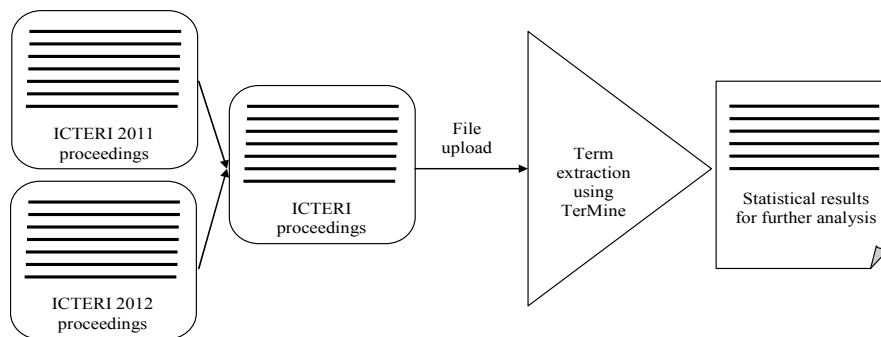 ICTERI 2011
proceedings
ICTERI 2012
proceedings
ICTERI
proceedings
File
upload
Term
extraction
using
TerMine
Statistical results
for further analysis